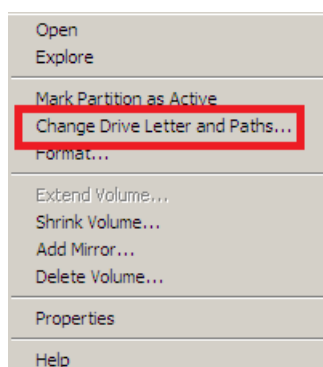 Open
Explore
Mark Partition as Active
Change Drive Letter and Paths...
Format...
Extend Volume...
Shrink Volume...
Add Mirror...
Delete Volume...
Properties
Help